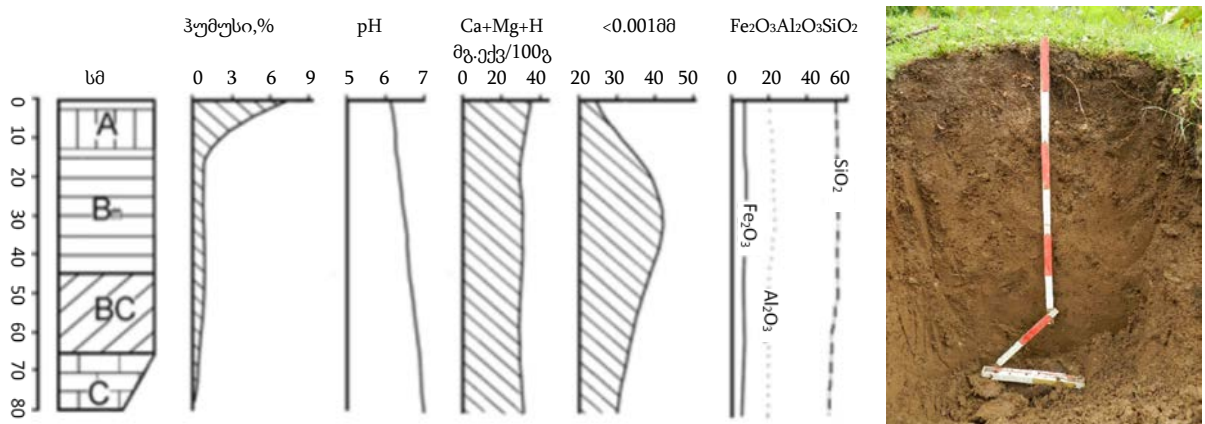 ჰუმუსი,%
pH
Ca+Mg+H
მგ.ექვ/100გ
<0.001მმ
Fe₂O₃Al₂O₃SiO₂
სმ
0 3 6 9
5 6 7
0 20 40
20 30 40 50
0 20 40 60
0
10
20
30
40
50
60
70
80
A
Bm
BC
C
Fe₂O₃
Al₂O₃
SiO₂